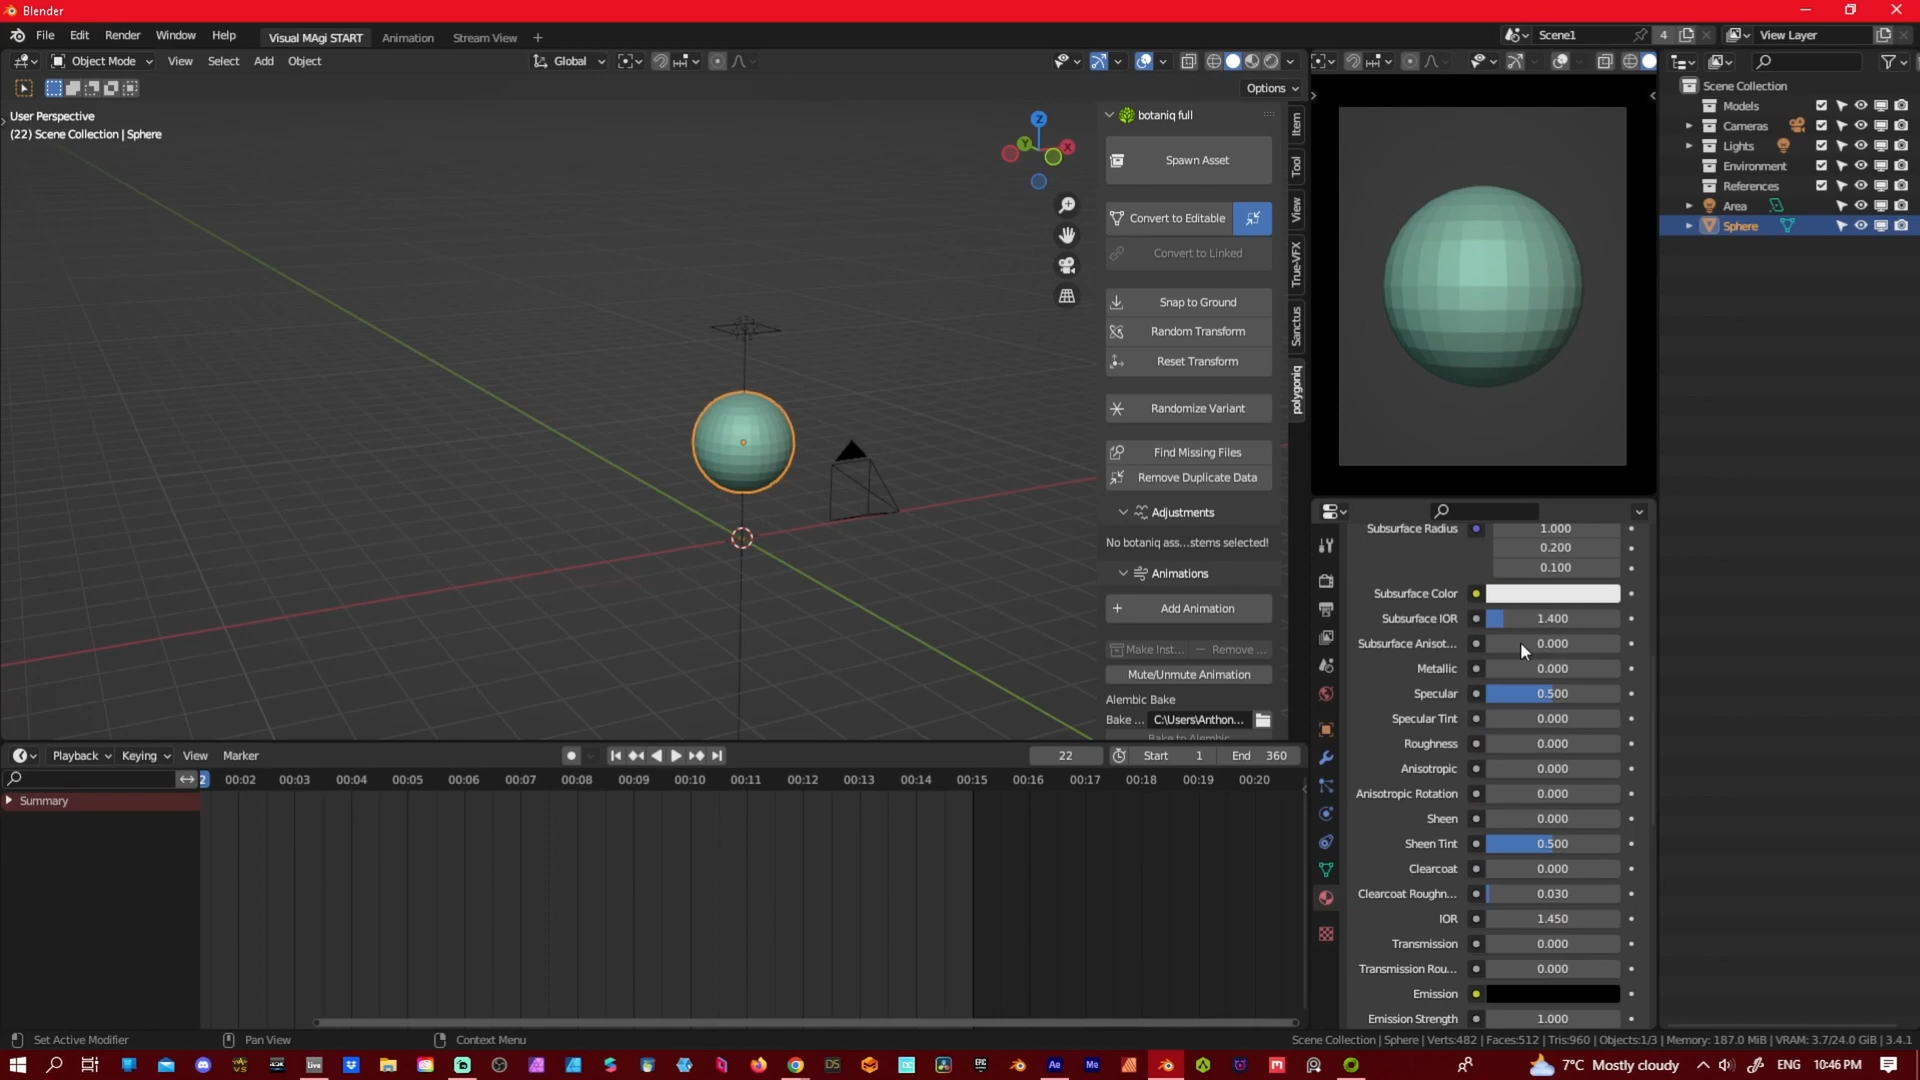 Blender
File Edit Render Window Help Visual MAgi START Animation Stream View + Scene1 4 View Layer
Object Mode View Select Add Object Global
Options
User Perspective
(22) Scene Collection | Sphere
Z
Y
X
botaniq full
Spawn Asset
Convert to Editable
Convert to Linked
Snap to Ground
Random Transform
Reset Transform
Randomize Variant
Find Missing Files
Remove Duplicate Data
Adjustments
No botaniq ass...stems selected!
Animations
+ Add Animation
Make Inst... Remove ...
Mute/Unmute Animation
Alembic Bake
Bake ... C:\Users\Anthon...
Bake to Alembic
Item
Tool
View
True-VFX
Sanctus
polygoniq
Scene Collection
Models
Cameras
Lights
Environment
References
Area
Sphere
Subsurface Radius 1.000
0.200
0.100
Subsurface Color
Subsurface IOR 1.400
Subsurface Anisot... 0.000
Metallic 0.000
Specular 0.500
Specular Tint 0.000
Roughness 0.000
Anisotropic 0.000
Anisotropic Rotation 0.000
Sheen 0.000
Sheen Tint 0.500
Clearcoat 0.000
Clearcoat Roughn... 0.030
IOR 1.450
Transmission 0.000
Transmission Rou... 0.000
Emission
Emission Strength 1.000
Playback Keying View Marker 22 Start 1 End 360
2 00:02 00:03 00:04 00:05 00:06 00:07 00:08 00:09 00:10 00:11 00:12 00:13 00:14 00:15 00:16 00:17 00:18 00:19 00:20
Summary
Set Active Modifier Pan View Context Menu Scene Collection | Sphere | Verts:482 | Faces:512 | Tris:960 | Objects:1/3 | Memory: 187.0 MiB | VRAM: 3.7/24.0 GiB | 3.4.1
live DS EPIC Ae Me 7°C Mostly cloudy ENG 10:46 PM